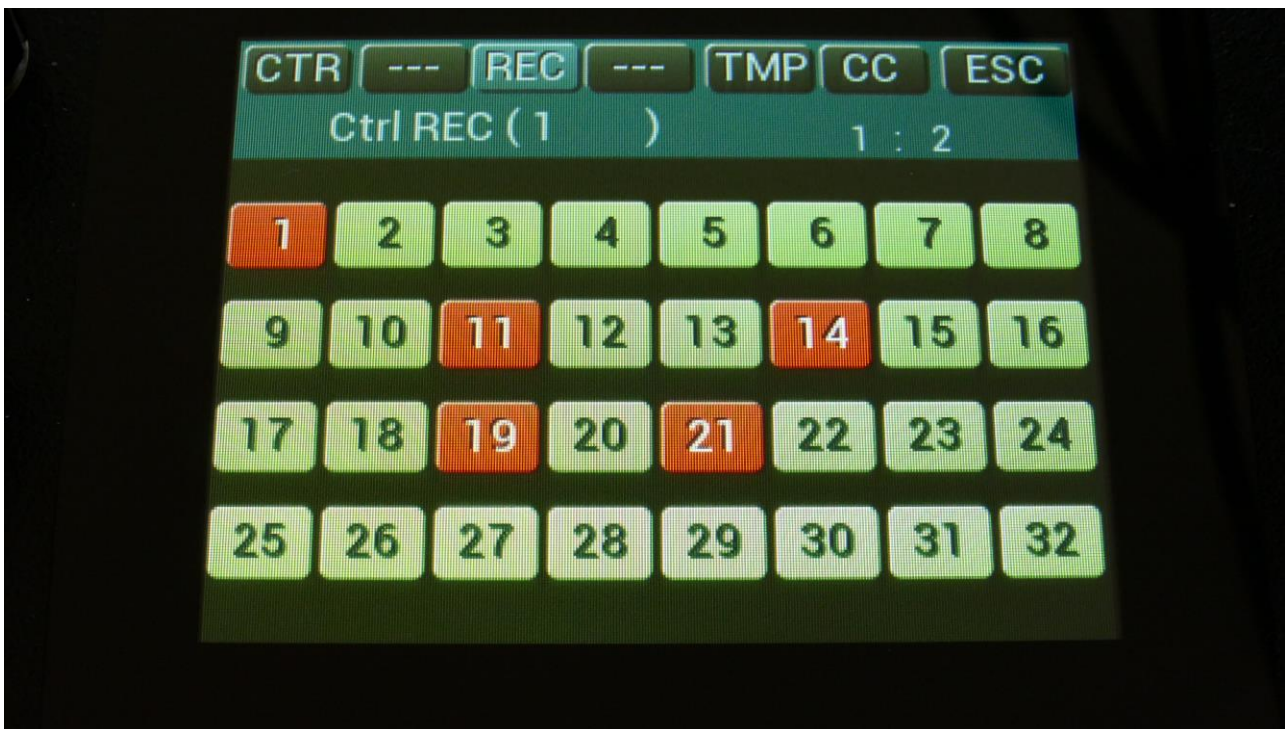 CTR --- REC --- TMP CC ESC
Ctrl REC ( 1 ) 1 : 2
1 2 3 4 5 6 7 8
9 10 11 12 13 14 15 16
17 18 19 20 21 22 23 24
25 26 27 28 29 30 31 32